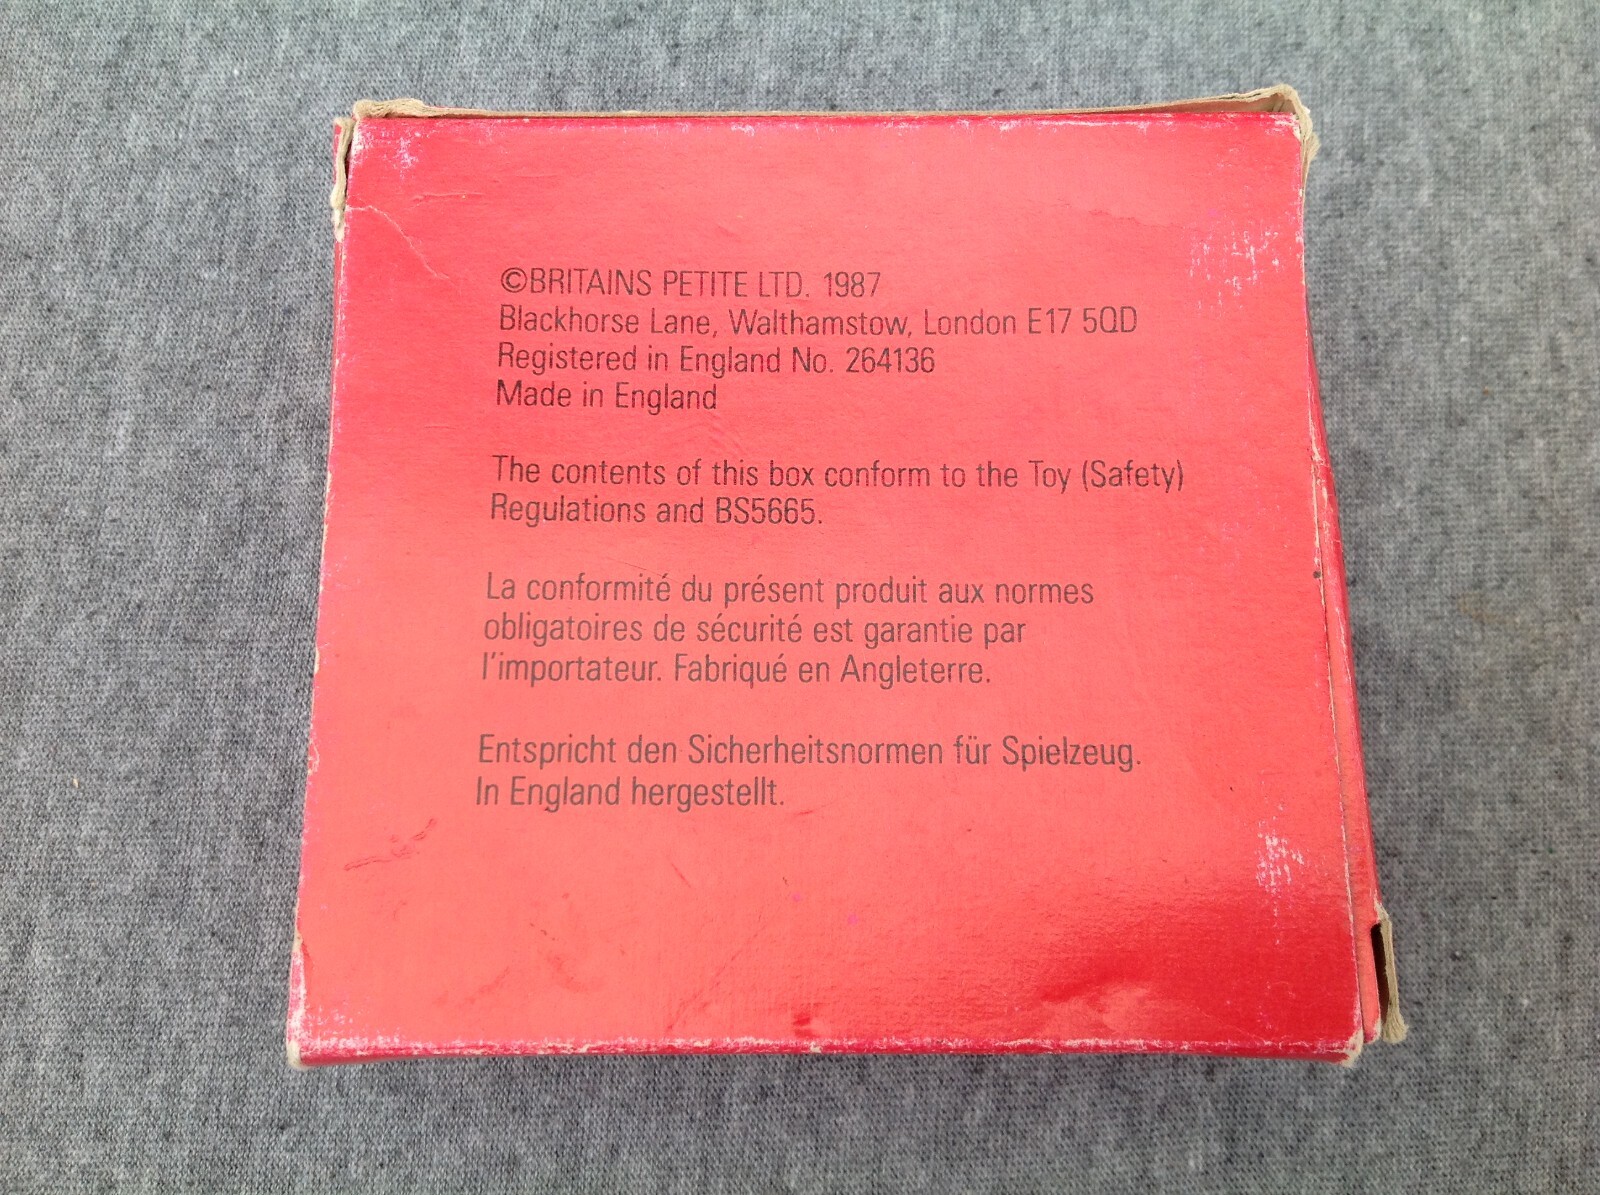 ©BRITAINS PETITE LTD. 1987
Blackhorse Lane, Walthamstow, London E17 5QD
Registered in England No. 264136
Made in England
The contents of this box conform to the Toy (Safety)
Regulations and BS5665.
La conformité du présent produit aux normes
obligatoires de sécurité est garantie par
l'importateur. Fabriqué en Angleterre.
Entspricht den Sicherheitsnormen für Spielzeug.
In England hergestellt.